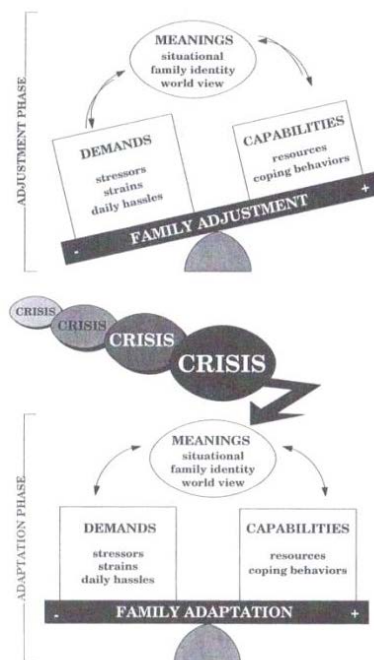 ADJUSTMENT PHASE
MEANINGS
situational
family identity
world view
DEMANDS
stressors
strains
daily hassles
CAPABILITIES
resources
coping behaviors
- FAMILY ADJUSTMENT +
CRISIS
CRISIS
CRISIS
CRISIS
ADAPTATION PHASE
MEANINGS
situational
family identity
world view
DEMANDS
stressors
strains
daily hassles
CAPABILITIES
resources
coping behaviors
- FAMILY ADAPTATION +